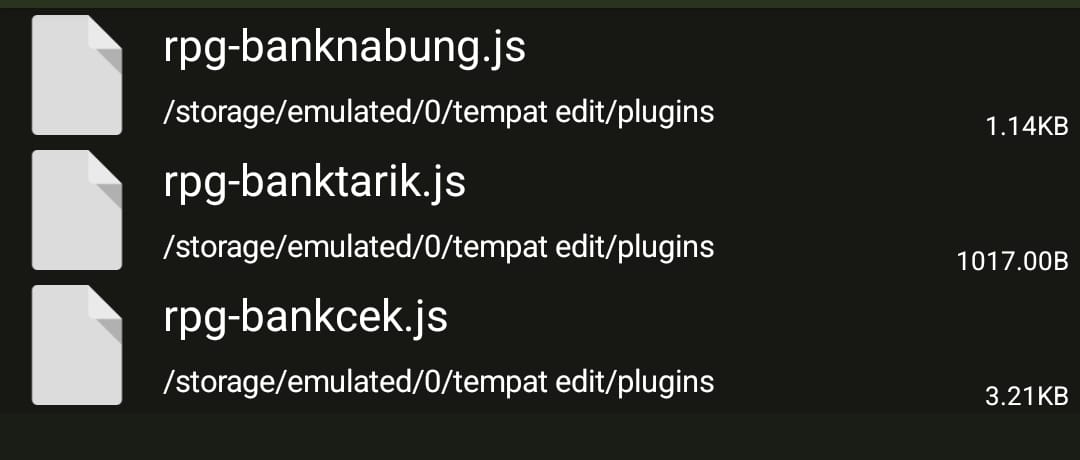 rpg-banknabung.js
/storage/emulated/0/tempat edit/plugins
1.14KB
rpg-banktarik.js
/storage/emulated/0/tempat edit/plugins
1017.00B
rpg-bankcek.js
/storage/emulated/0/tempat edit/plugins
3.21KB